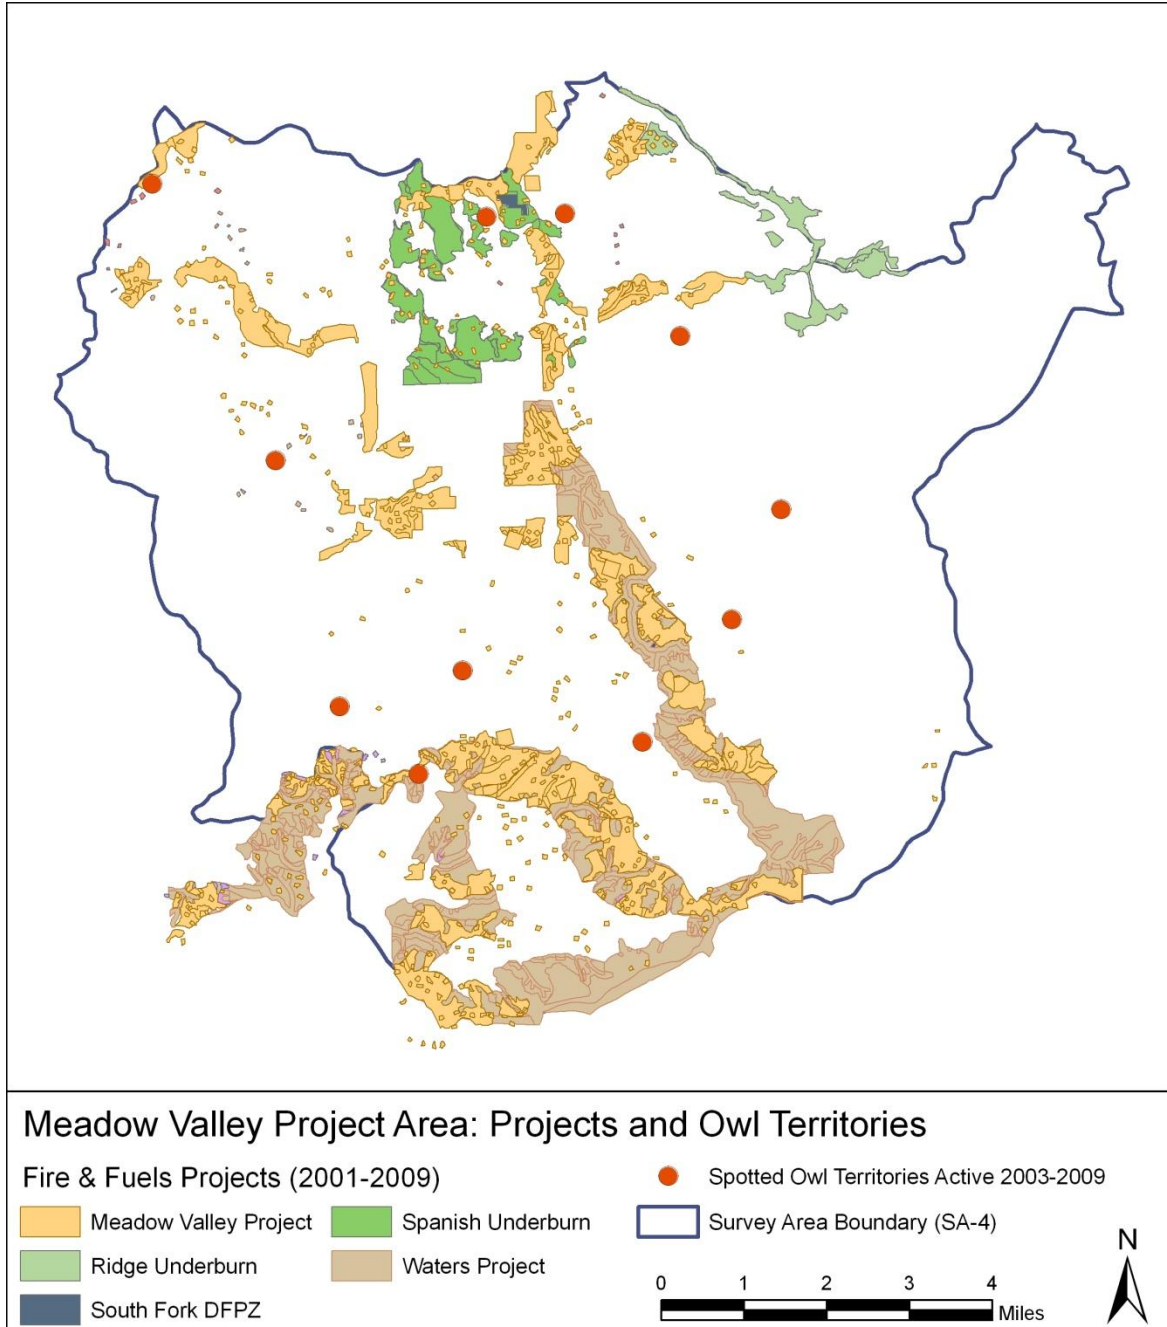 Meadow Valley Project Area: Projects and Owl Territories
Fire & Fuels Projects (2001-2009)
Meadow Valley Project
Ridge Underburn
South Fork DFPZ
Spanish Underburn
Waters Project
Spotted Owl Territories Active 2003-2009
Survey Area Boundary (SA-4)
0 1 2 3 4
Miles
N